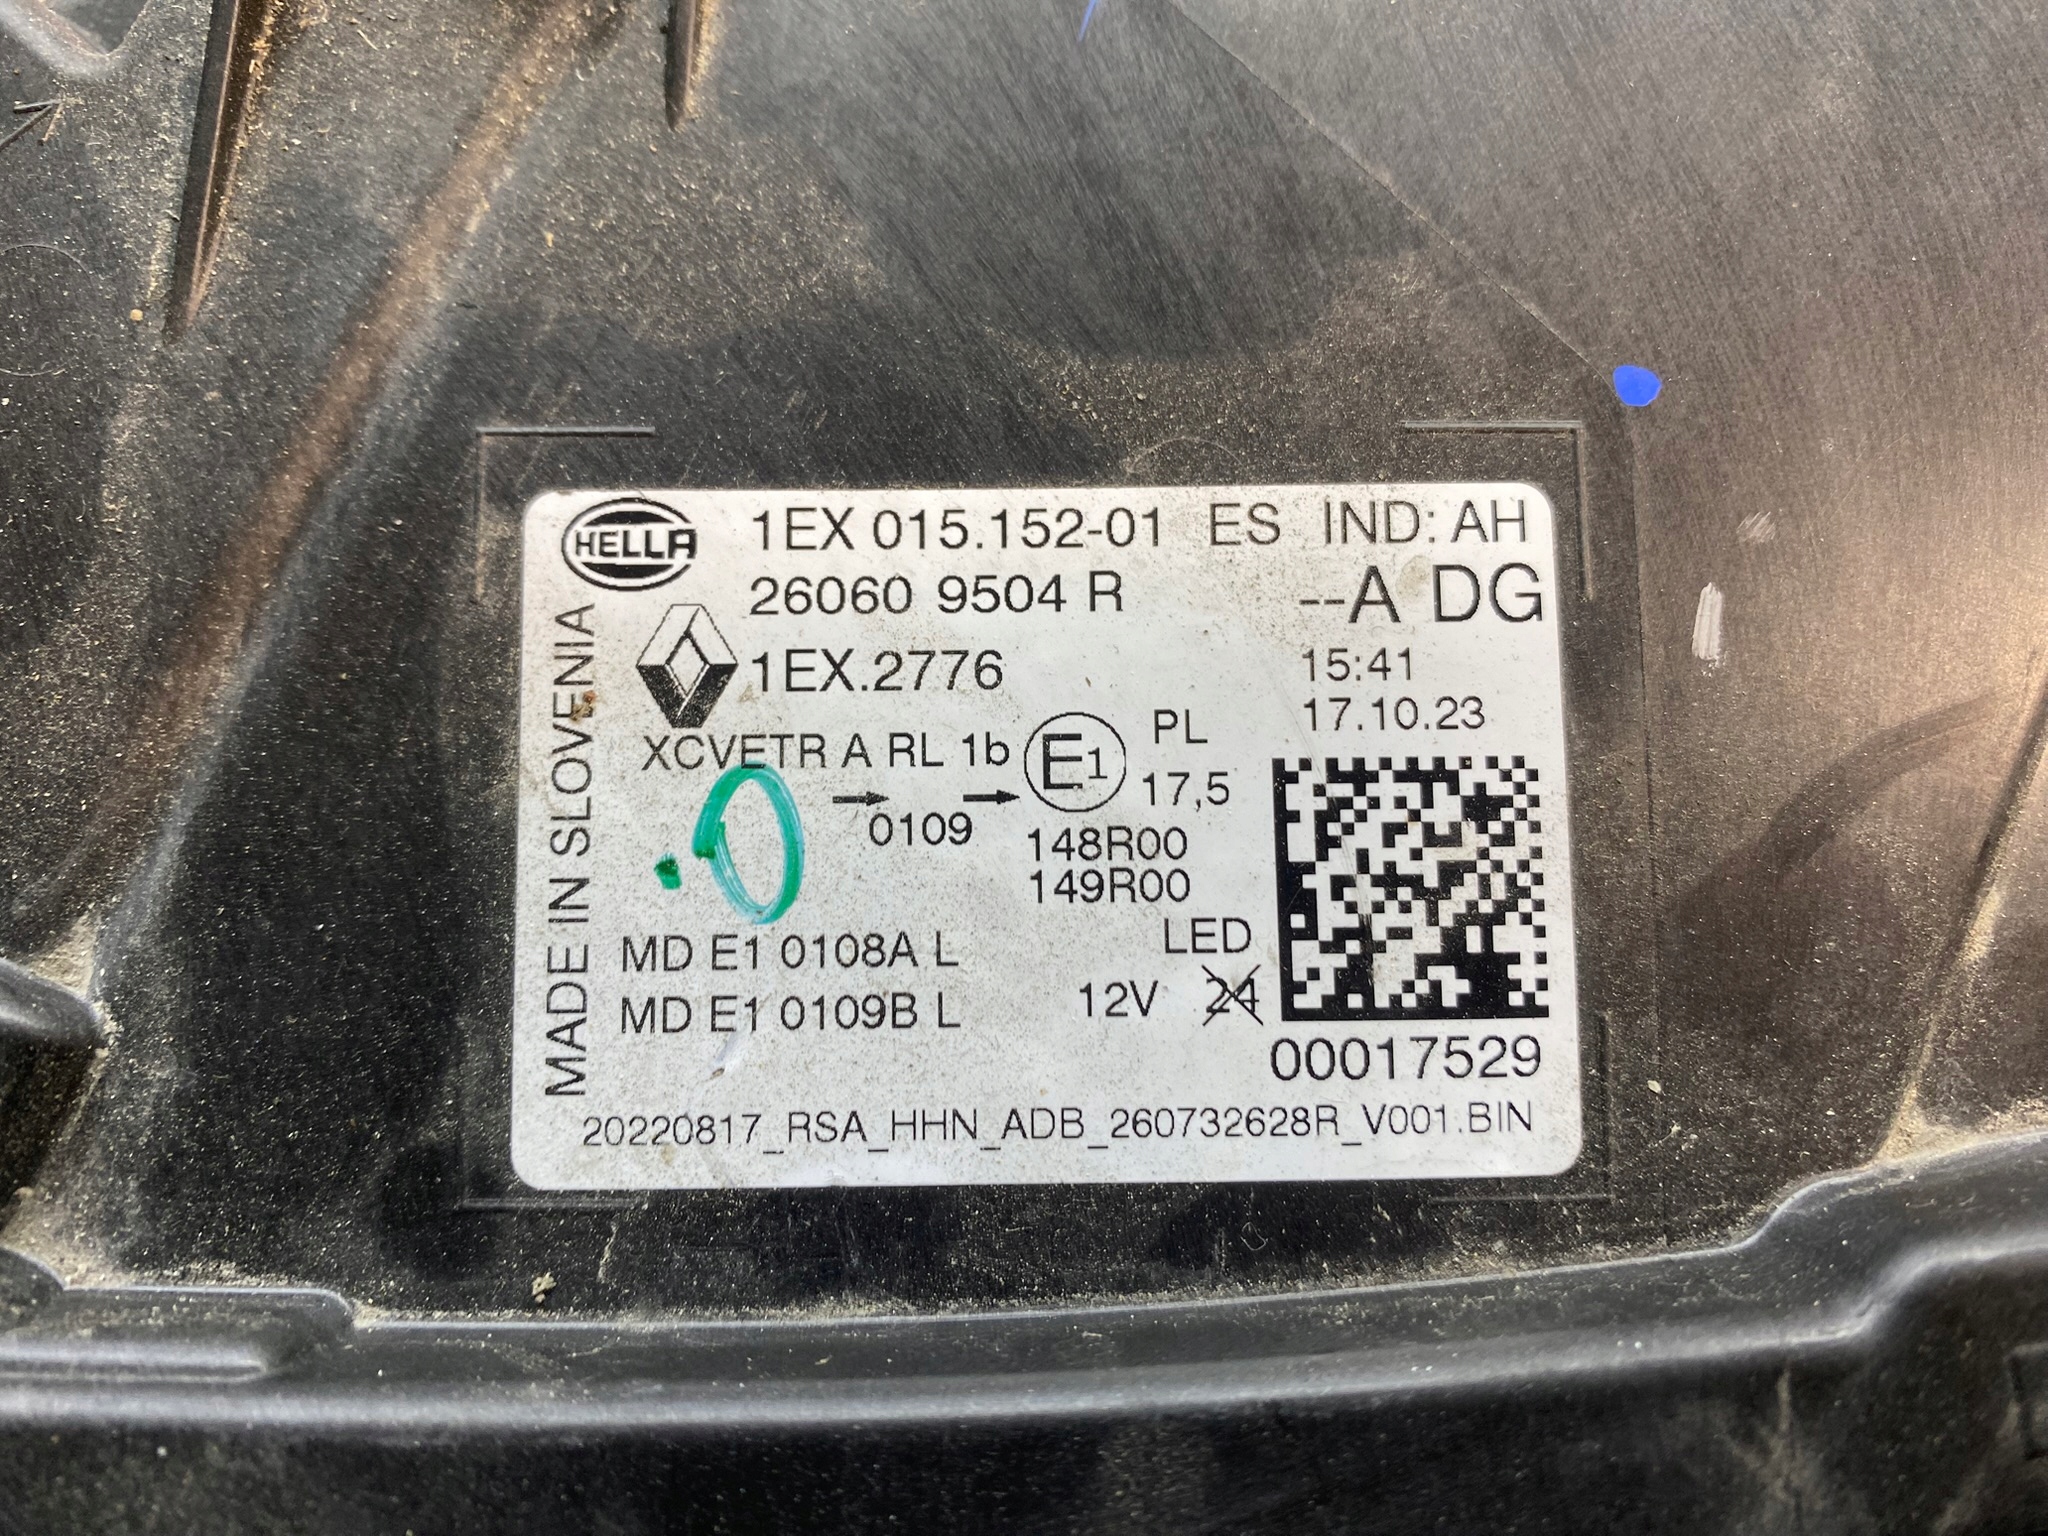 HELLA 1EX 015.152-01 ES IND: AH
26060 9504 R --A DG
1EX.2776 15:41
17.10.23
XCVETR A RL 1b E1 PL
17,5
0109
148R00
149R00
MD E1 0108A L LED
MD E1 0109B L 12V 24
00017529
20220817_RSA_HHN_ADB_260732628R_V001.BIN
MADE IN SLOVENIA